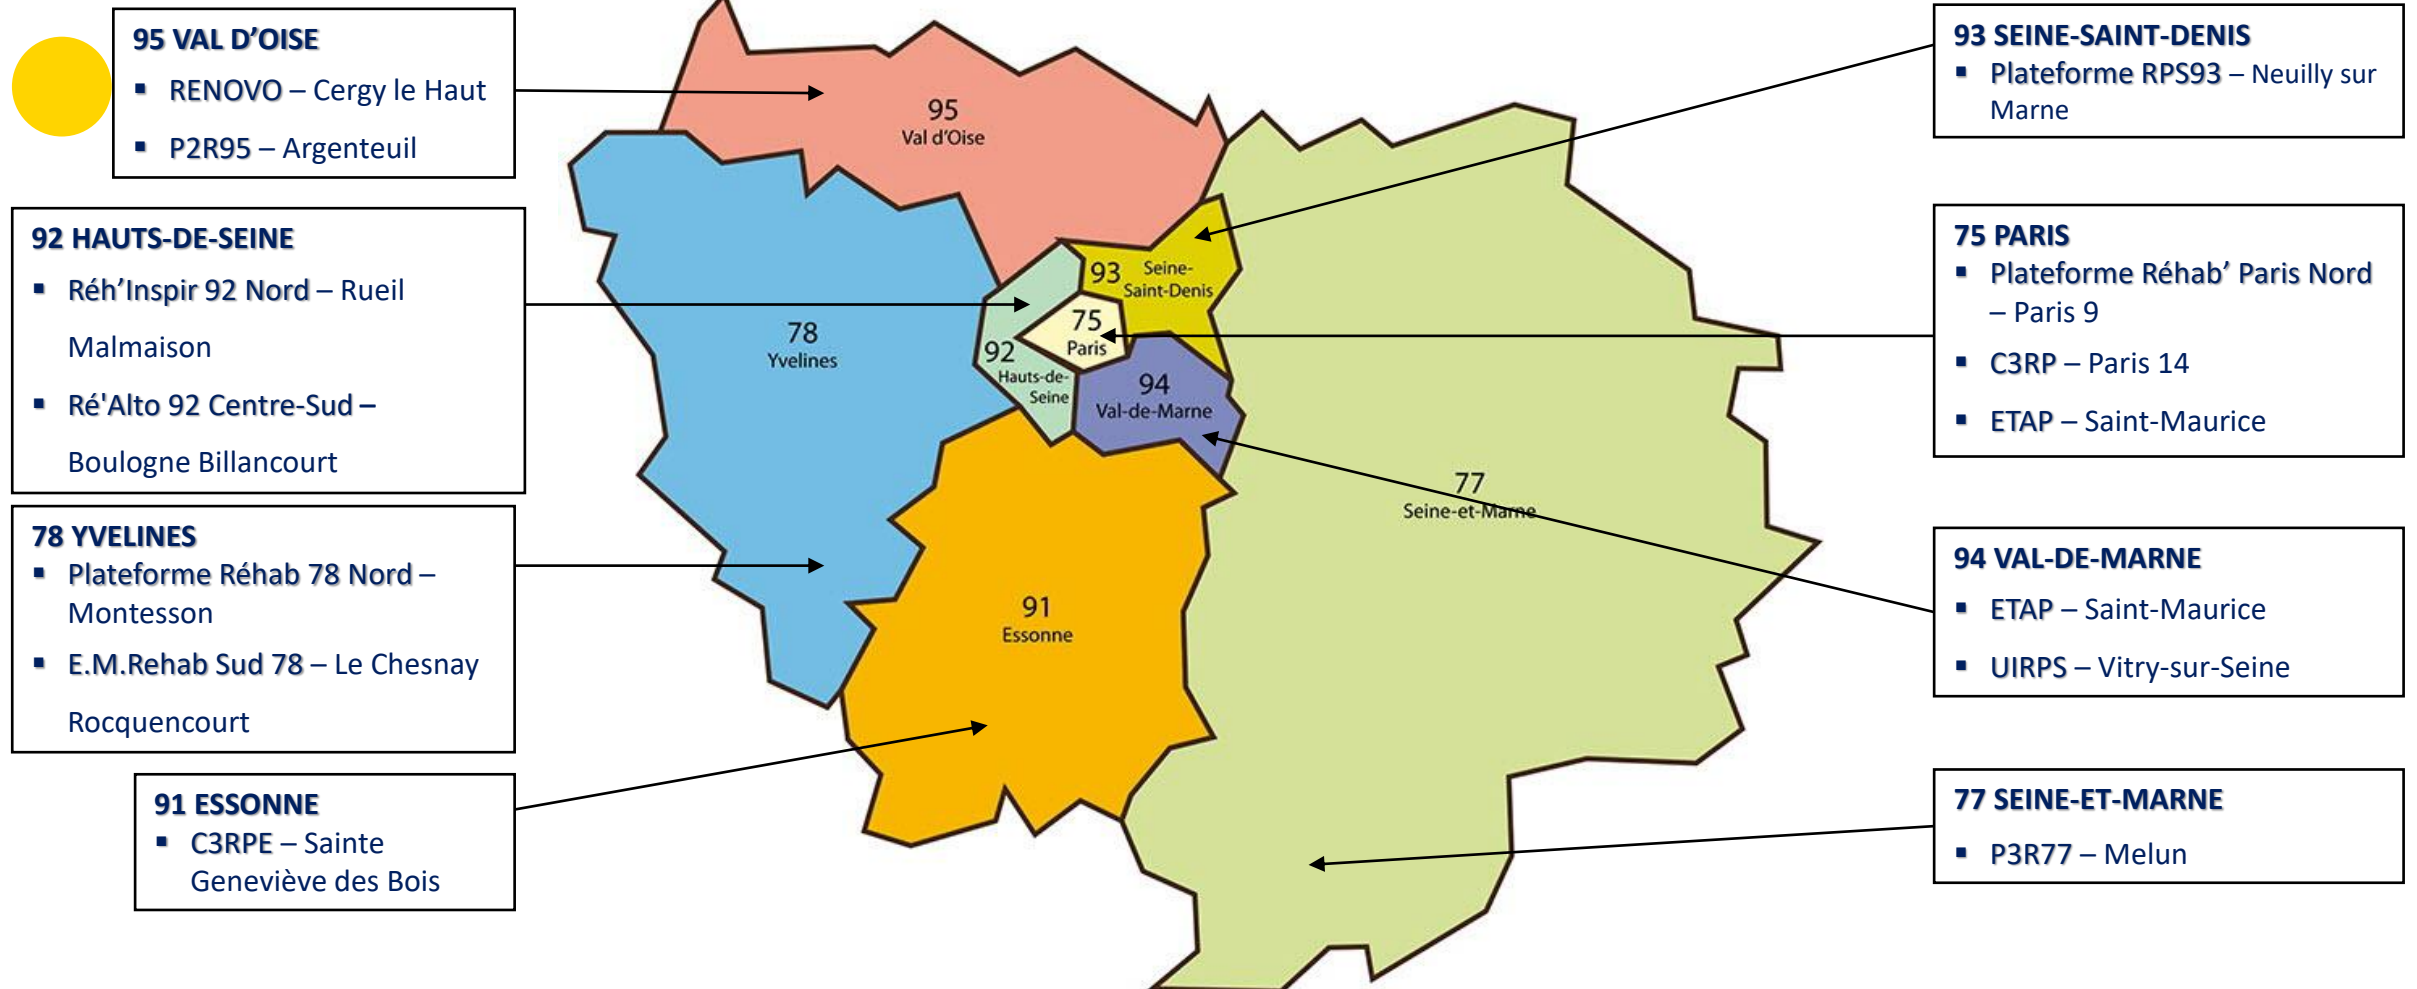 95 VAL D’OISE
▪ RENOVO – Cergy le Haut
▪ P2R95 – Argenteuil
92 HAUTS-DE-SEINE
▪ Réh’Inspir 92 Nord – Rueil
Malmaison
▪ Ré'Alto 92 Centre-Sud –
Boulogne Billancourt
78 YVELINES
▪ Plateforme Réhab 78 Nord –
Montesson
▪ E.M.Rehab Sud 78 – Le Chesnay
Rocquencourt
91 ESSONNE
▪ C3RPE – Sainte
Geneviève des Bois
95
Val d’Oise
78
Yvelines
92
Hauts-de-
Seine
93
Seine-
Saint-Denis
75
Paris
94
Val-de-Marne
91
Essonne
77
Seine-et-Marne
93 SEINE-SAINT-DENIS
▪ Plateforme RPS93 – Neuilly sur
Marne
75 PARIS
▪ Plateforme Réhab’ Paris Nord
– Paris 9
▪ C3RP – Paris 14
▪ ETAP – Saint-Maurice
94 VAL-DE-MARNE
▪ ETAP – Saint-Maurice
▪ UIRPS – Vitry-sur-Seine
77 SEINE-ET-MARNE
▪ P3R77 – Melun